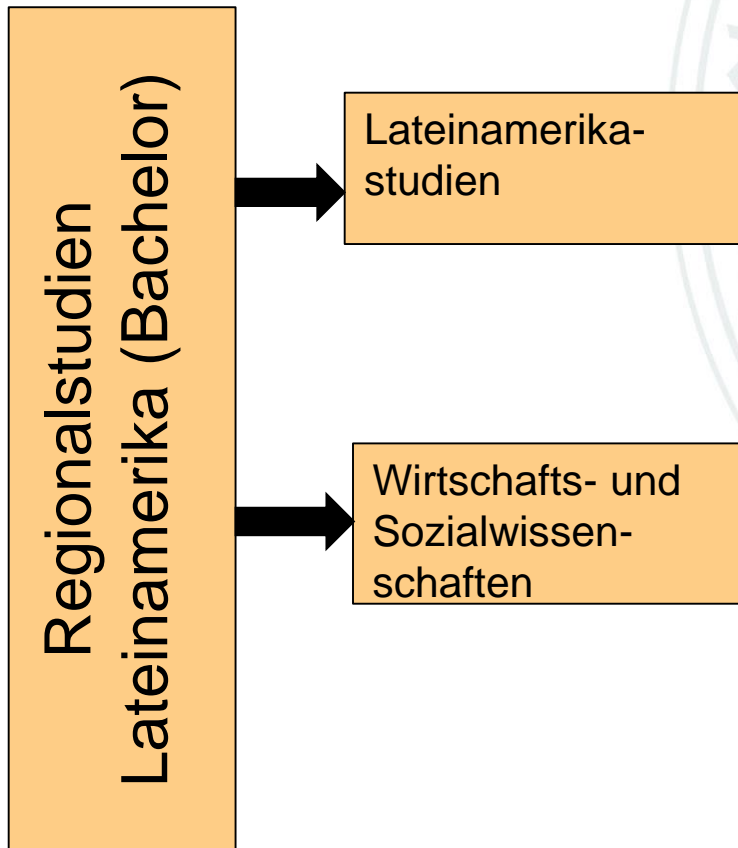 Regionalstudien
Lateinamerika (Bachelor)
Lateinamerika-
studien
Wirtschafts- und
Sozialwissen-
schaften